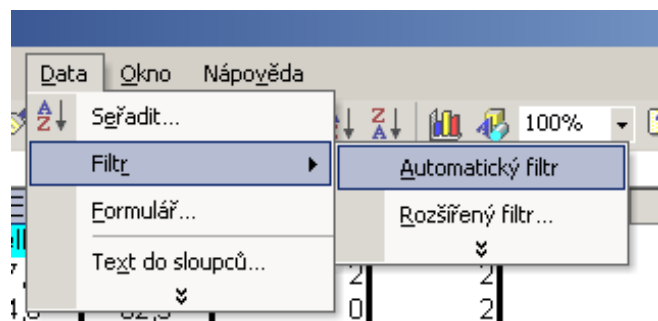 Data Okno Nápověda
Seřadit...
100%
Filtr
Automatický filtr
Formulář...
Rozšířený filtr...
Text do sloupců...
2 2
0 2